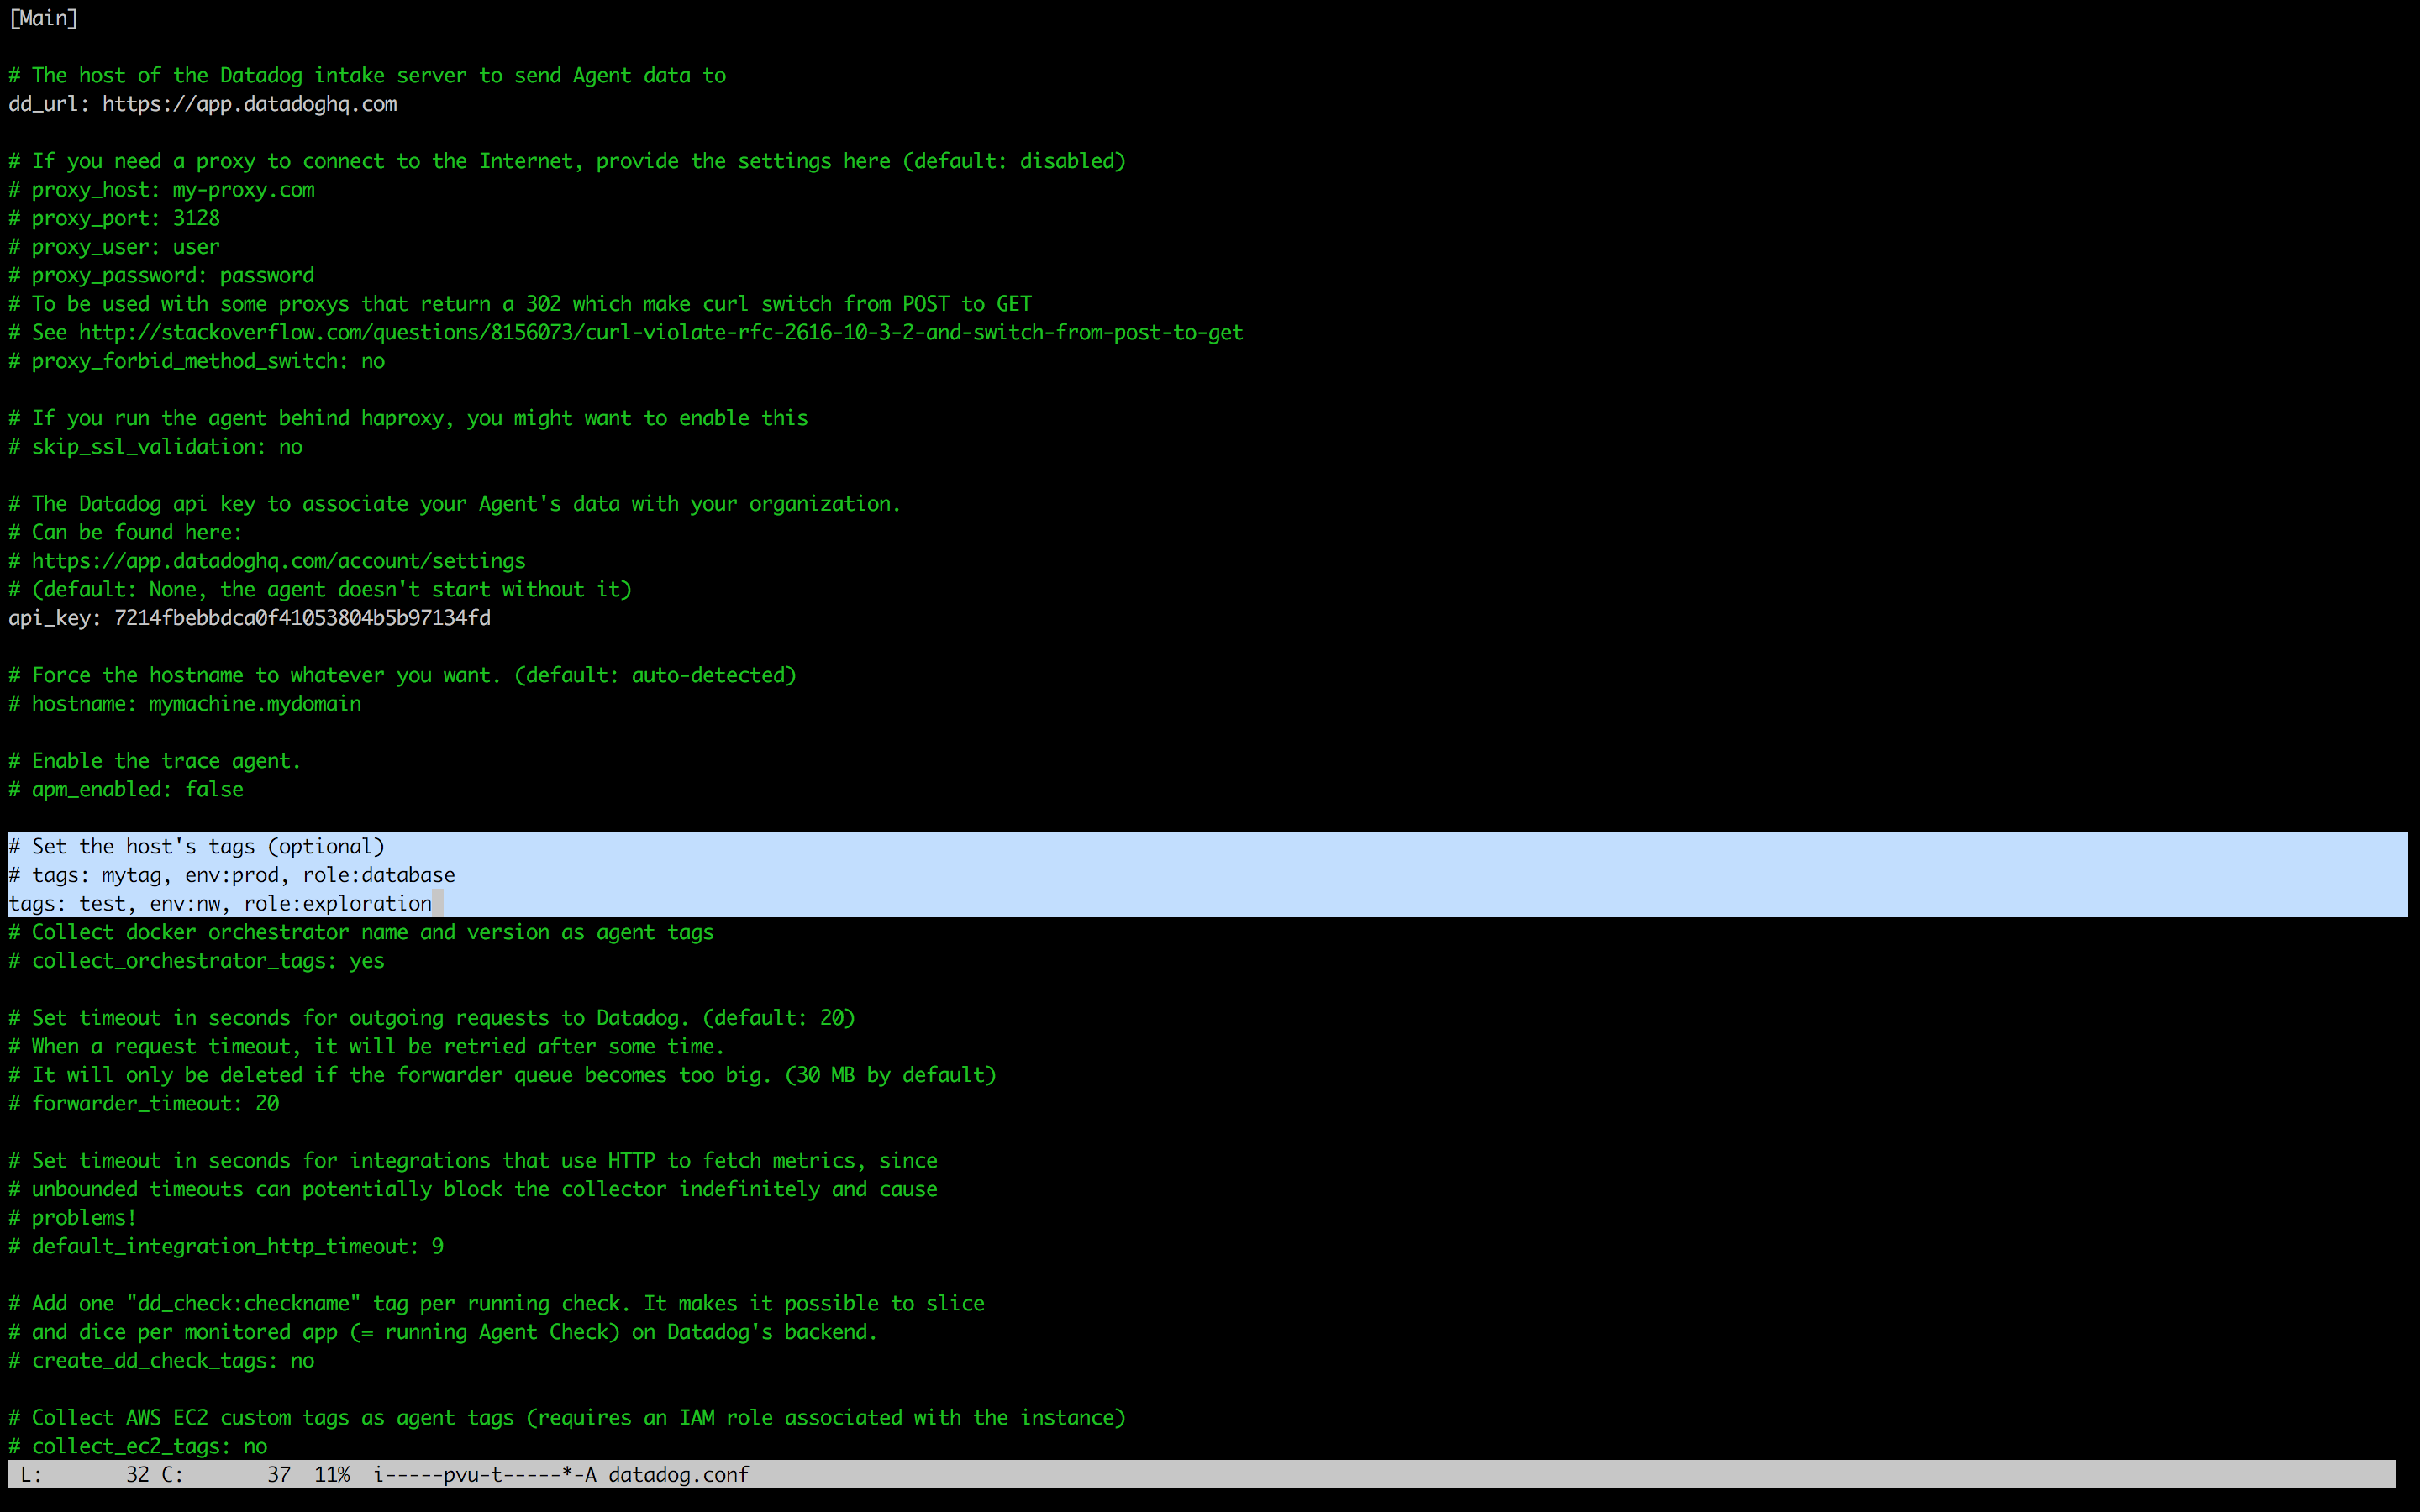 [Main]

# The host of the Datadog intake server to send Agent data to
dd_url: https://app.datadoghq.com

# If you need a proxy to connect to the Internet, provide the settings here (default: disabled)
# proxy_host: my-proxy.com
# proxy_port: 3128
# proxy_user: user
# proxy_password: password
# To be used with some proxys that return a 302 which make curl switch from POST to GET
# See http://stackoverflow.com/questions/8156073/curl-violate-rfc-2616-10-3-2-and-switch-from-post-to-get
# proxy_forbid_method_switch: no

# If you run the agent behind haproxy, you might want to enable this
# skip_ssl_validation: no

# The Datadog api key to associate your Agent's data with your organization.
# Can be found here:
# https://app.datadoghq.com/account/settings
# (default: None, the agent doesn't start without it)
api_key: 7214fbebbdca0f41053804b5b97134fd

# Force the hostname to whatever you want. (default: auto-detected)
# hostname: mymachine.mydomain

# Enable the trace agent.
# apm_enabled: false

# Set the host's tags (optional)
# tags: mytag, env:prod, role:database
tags: test, env:nw, role:exploration
# Collect docker orchestrator name and version as agent tags
# collect_orchestrator_tags: yes

# Set timeout in seconds for outgoing requests to Datadog. (default: 20)
# When a request timeout, it will be retried after some time.
# It will only be deleted if the forwarder queue becomes too big. (30 MB by default)
# forwarder_timeout: 20

# Set timeout in seconds for integrations that use HTTP to fetch metrics, since
# unbounded timeouts can potentially block the collector indefinitely and cause
# problems!
# default_integration_http_timeout: 9

# Add one "dd_check:checkname" tag per running check. It makes it possible to slice
# and dice per monitored app (= running Agent Check) on Datadog's backend.
# create_dd_check_tags: no

# Collect AWS EC2 custom tags as agent tags (requires an IAM role associated with the instance)
# collect_ec2_tags: no
L:       32 C:       37  11%  i-----pvu-t-----*-A datadog.conf